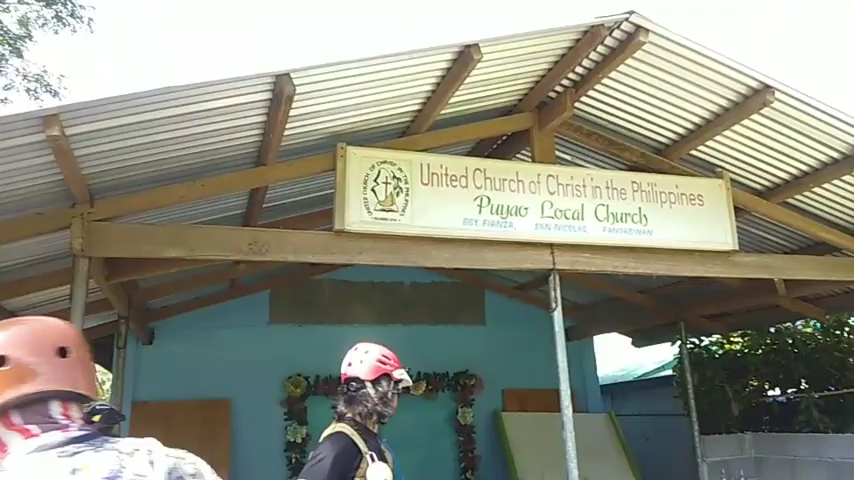 United Church of Christ in the Philippines
Puyao Local Church
BGY. FIANZA, SAN NICOLAS, PANGASINAN